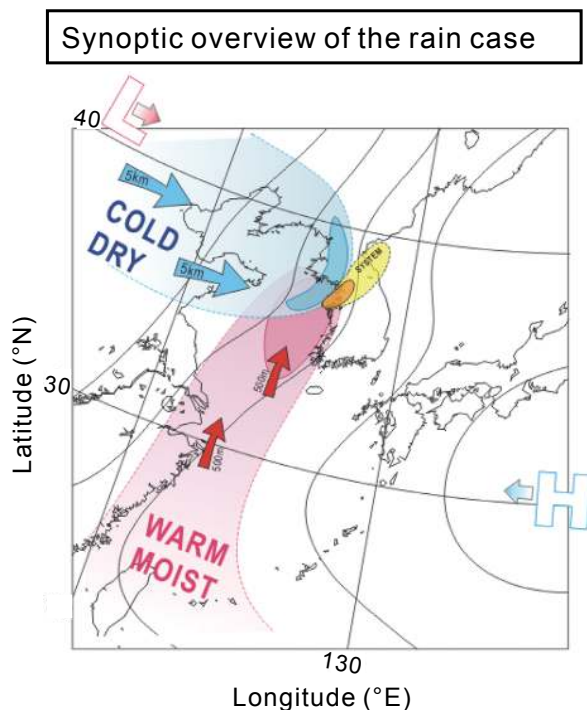 Synoptic overview of the rain case
L
40
5km
COLD
DRY
5km
SYSTEM
30
500m
500m
H
WARM
MOIST
130
Latitude (°N)
Longitude (°E)